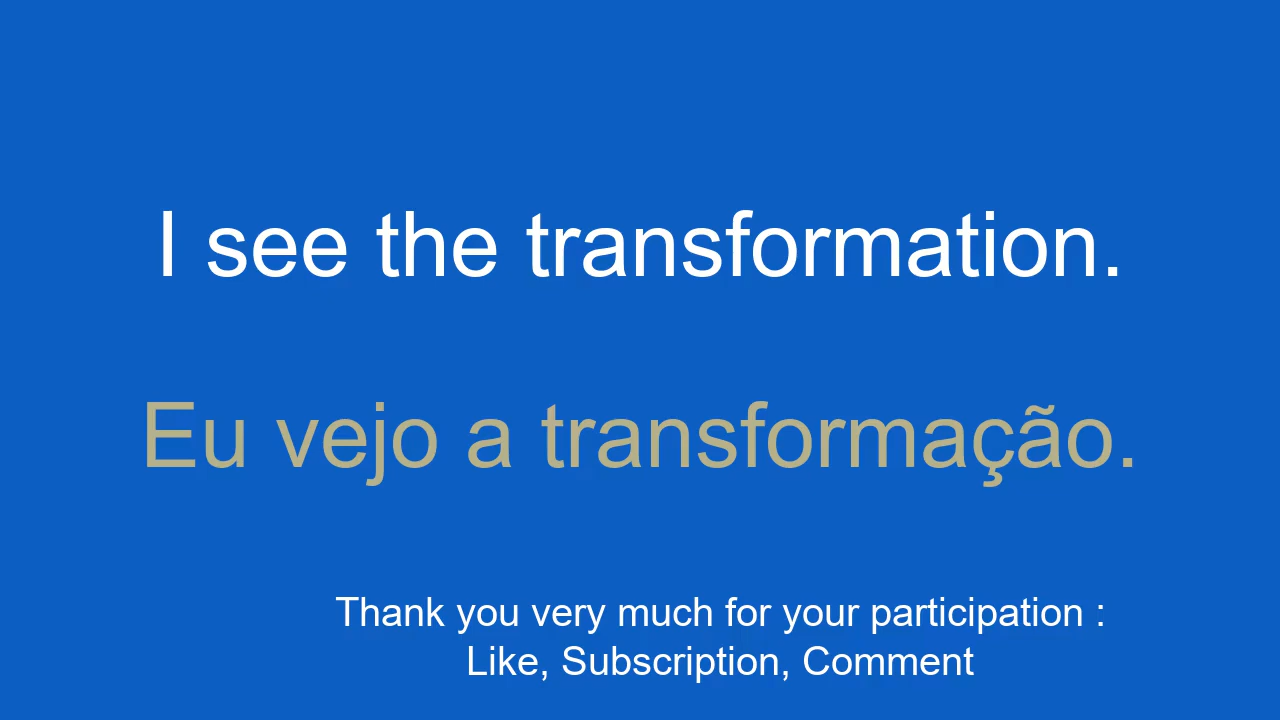 I see the transformation.
Eu vejo a transformação.
Thank you very much for your participation :
Like, Subscription, Comment